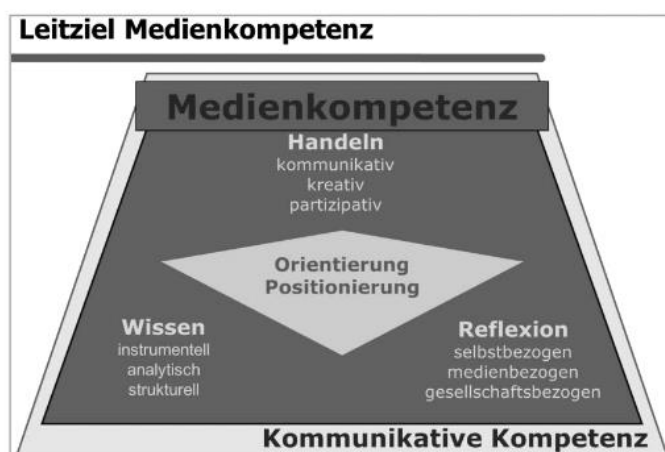 Leitziel Medienkompetenz
Medienkompetenz
Handeln
kommunikativ
kreativ
partizipativ
Orientierung
Positionierung
Wissen
instrumentell
analytisch
strukturell
Reflexion
selbstbezogen
medienbezogen
gesellschaftsbezogen
Kommunikative Kompetenz